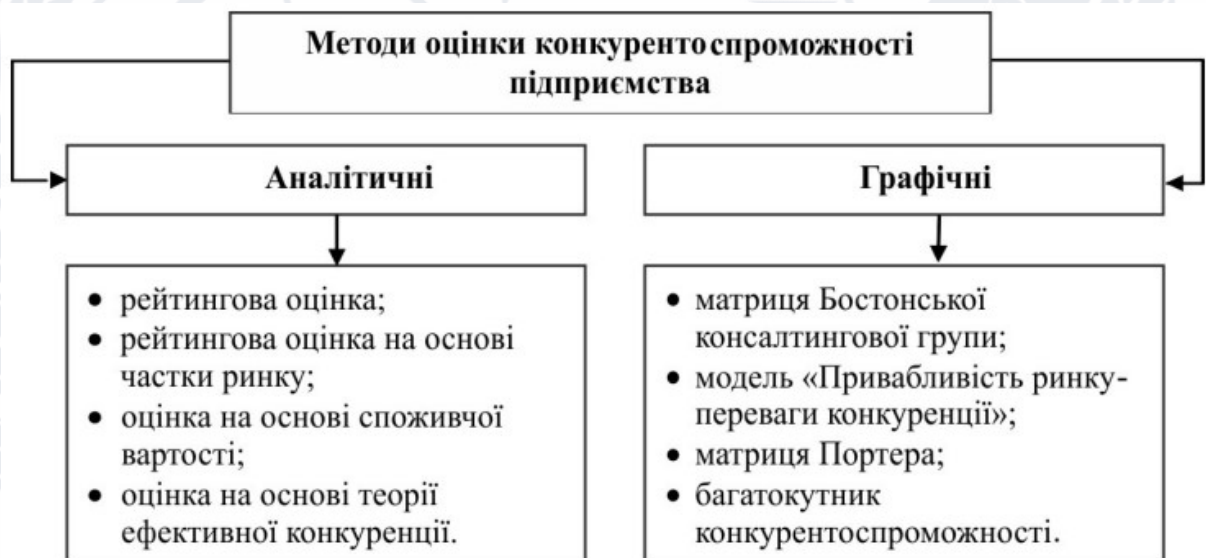 Методи оцінки конкурентоспроможності
підприємства
Аналітичні
Графічні
• рейтингова оцінка;
• рейтингова оцінка на основі
частки ринку;
• оцінка на основі споживчої
вартості;
• оцінка на основі теорії
ефективної конкуренції.
• матриця Бостонської
консалтингової групи;
• модель «Привабливість ринку-
переваги конкуренції»;
• матриця Портера;
• багатокутник
конкурентоспроможності.